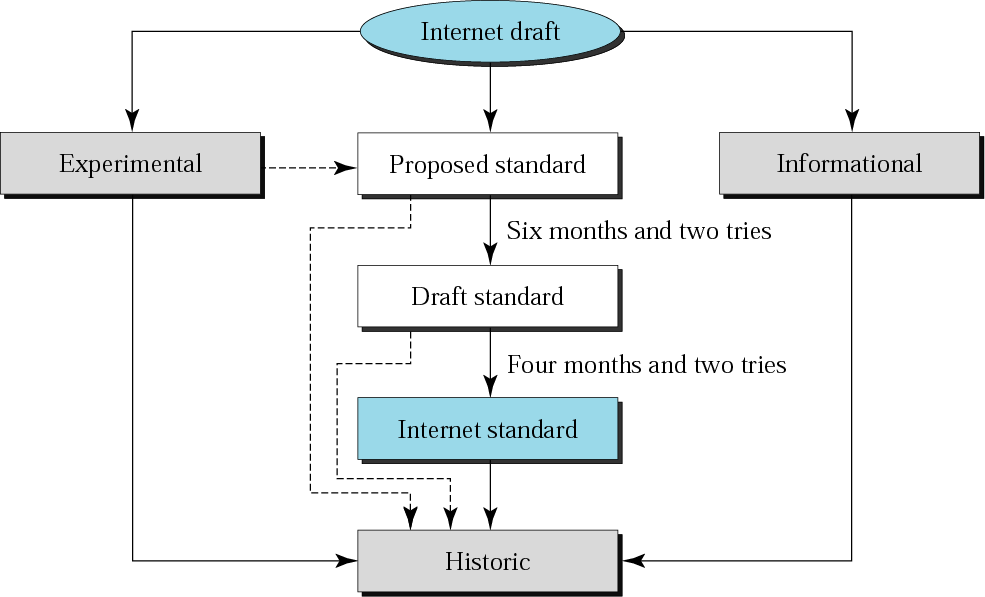 Internet draft
Experimental
Proposed standard
Informational
Six months and two tries
Draft standard
Four months and two tries
Internet standard
Historic